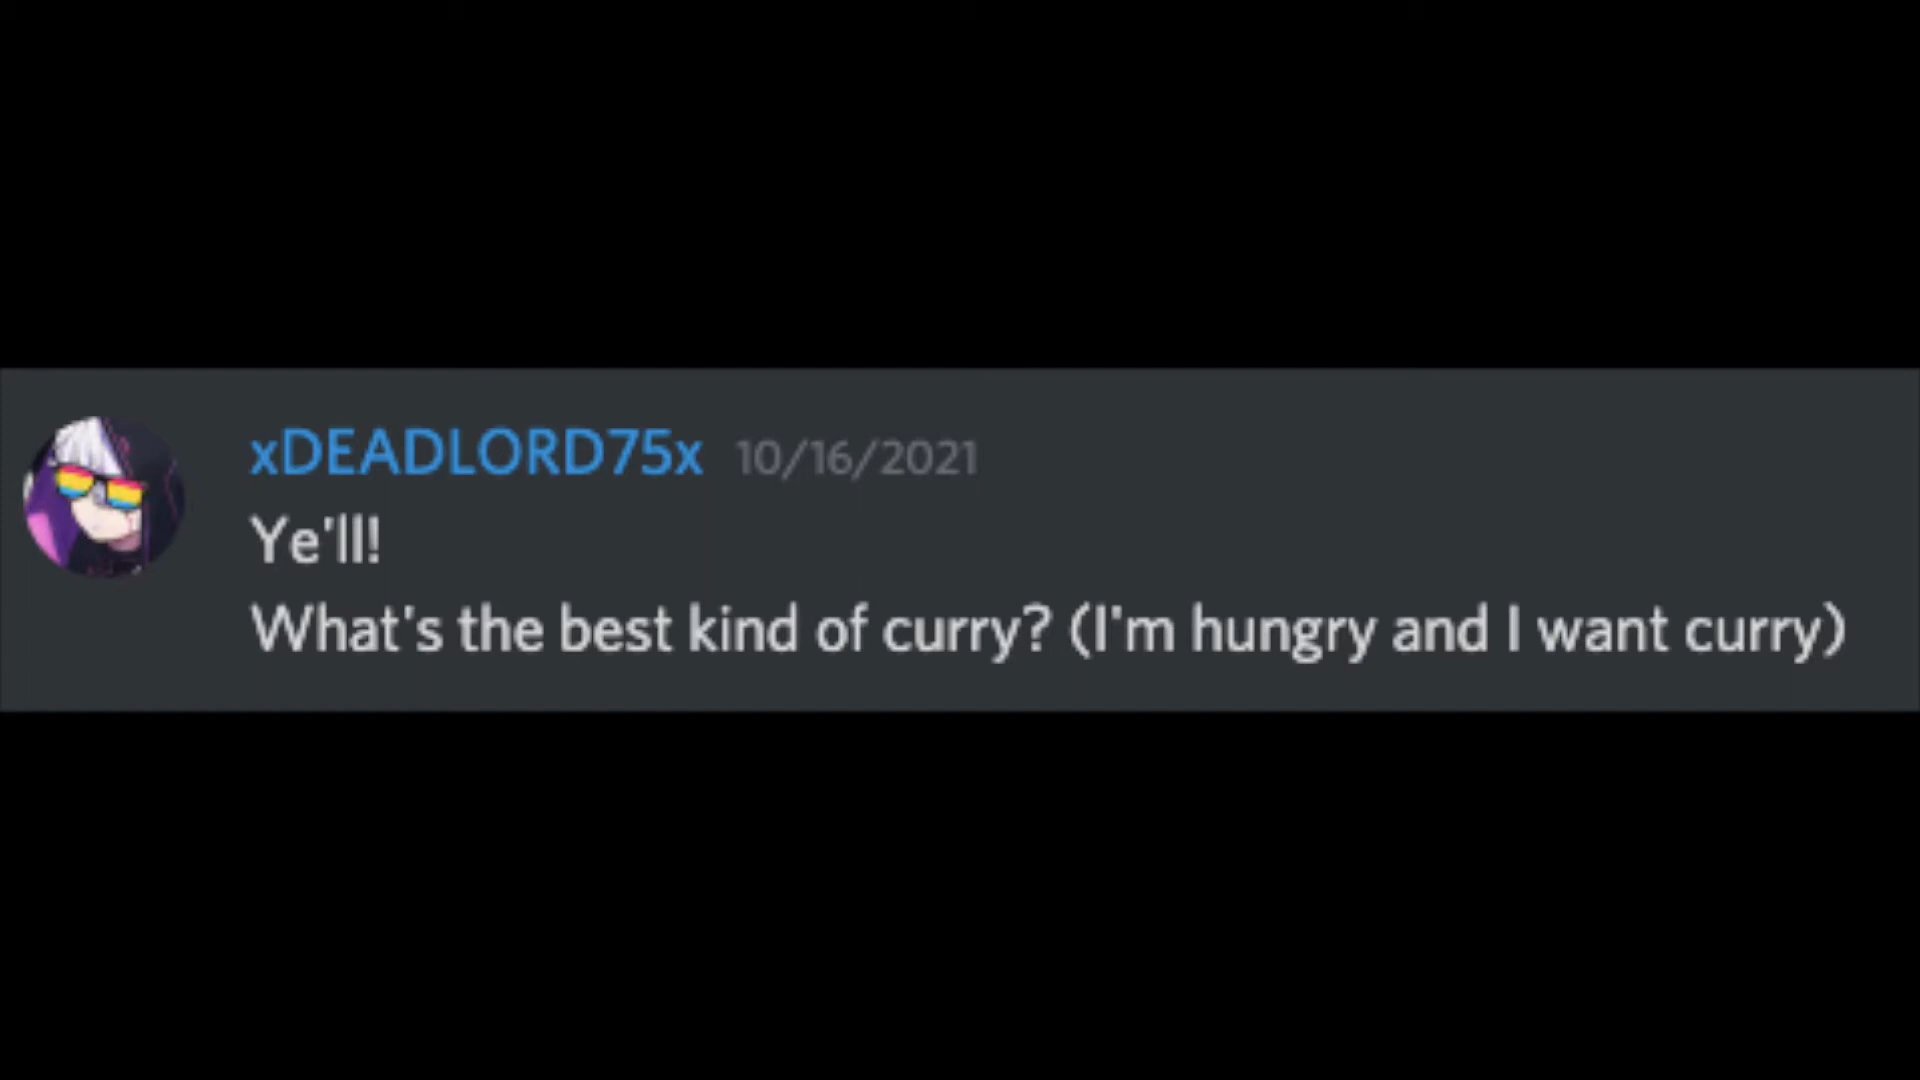 xDEADLORD75x 10/16/2021
Ye'll!
What's the best kind of curry? (I'm hungry and I want curry)